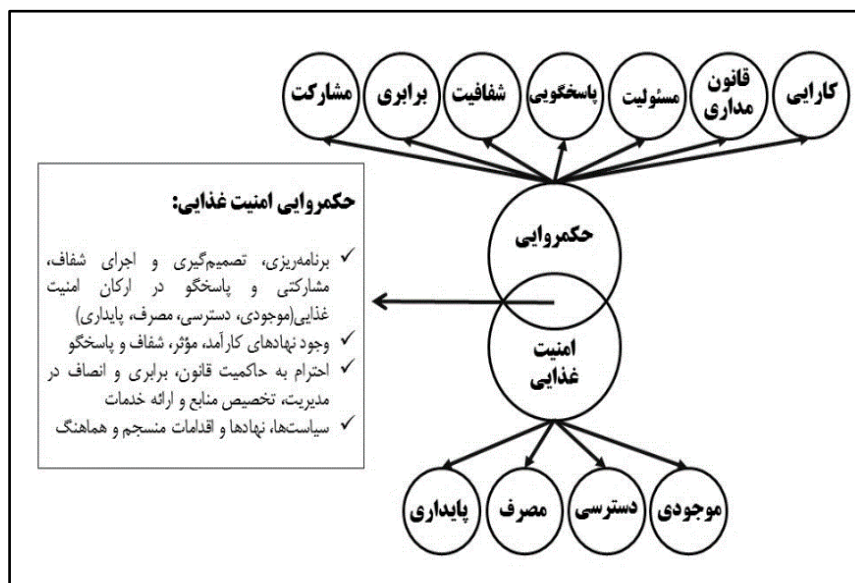 کارایی
قانون
مداری
مسئولیت
پاسخگویی
شفافیت
برابری
مشارکت
حکمروایی
حکمروایی امنیت غذایی:
✓ برنامه‌ریزی، تصمیم‌گیری و اجرای شفاف،
مشارکتی و پاسخگو در ارکان امنیت
غذایی(موجودی، دسترسی، مصرف، پایداری)
✓ وجود نهادهای کارآمد، مؤثر، شفاف و پاسخگو
✓ احترام به حاکمیت قانون، برابری و انصاف در
مدیریت، تخصیص منابع و ارائه خدمات
✓ سیاست‌ها، نهادها و اقدامات منسجم و هماهنگ
امنیت
غذایی
موجودی
دسترسی
مصرف
پایداری